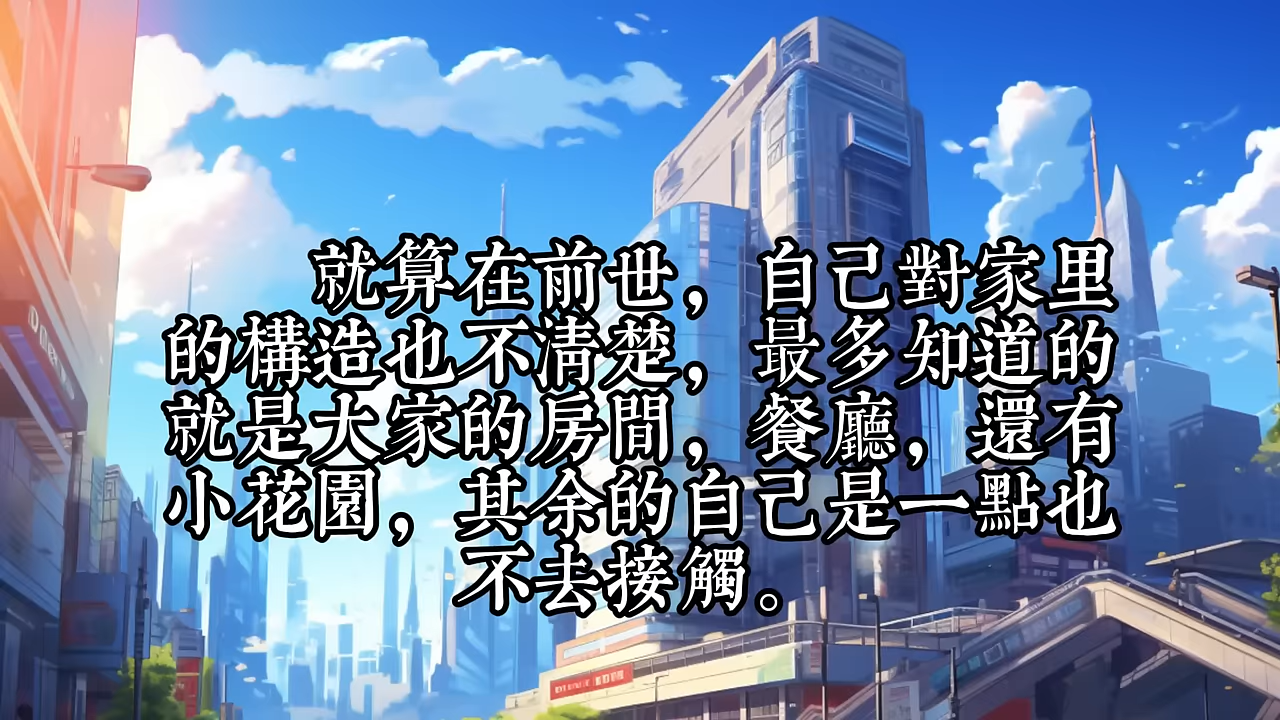 就算在前世，自己對家里
的構造也不清楚，最多知道的
就是大家的房間，餐廳，還有
小花園，其余的自己是一點也
不去接觸。